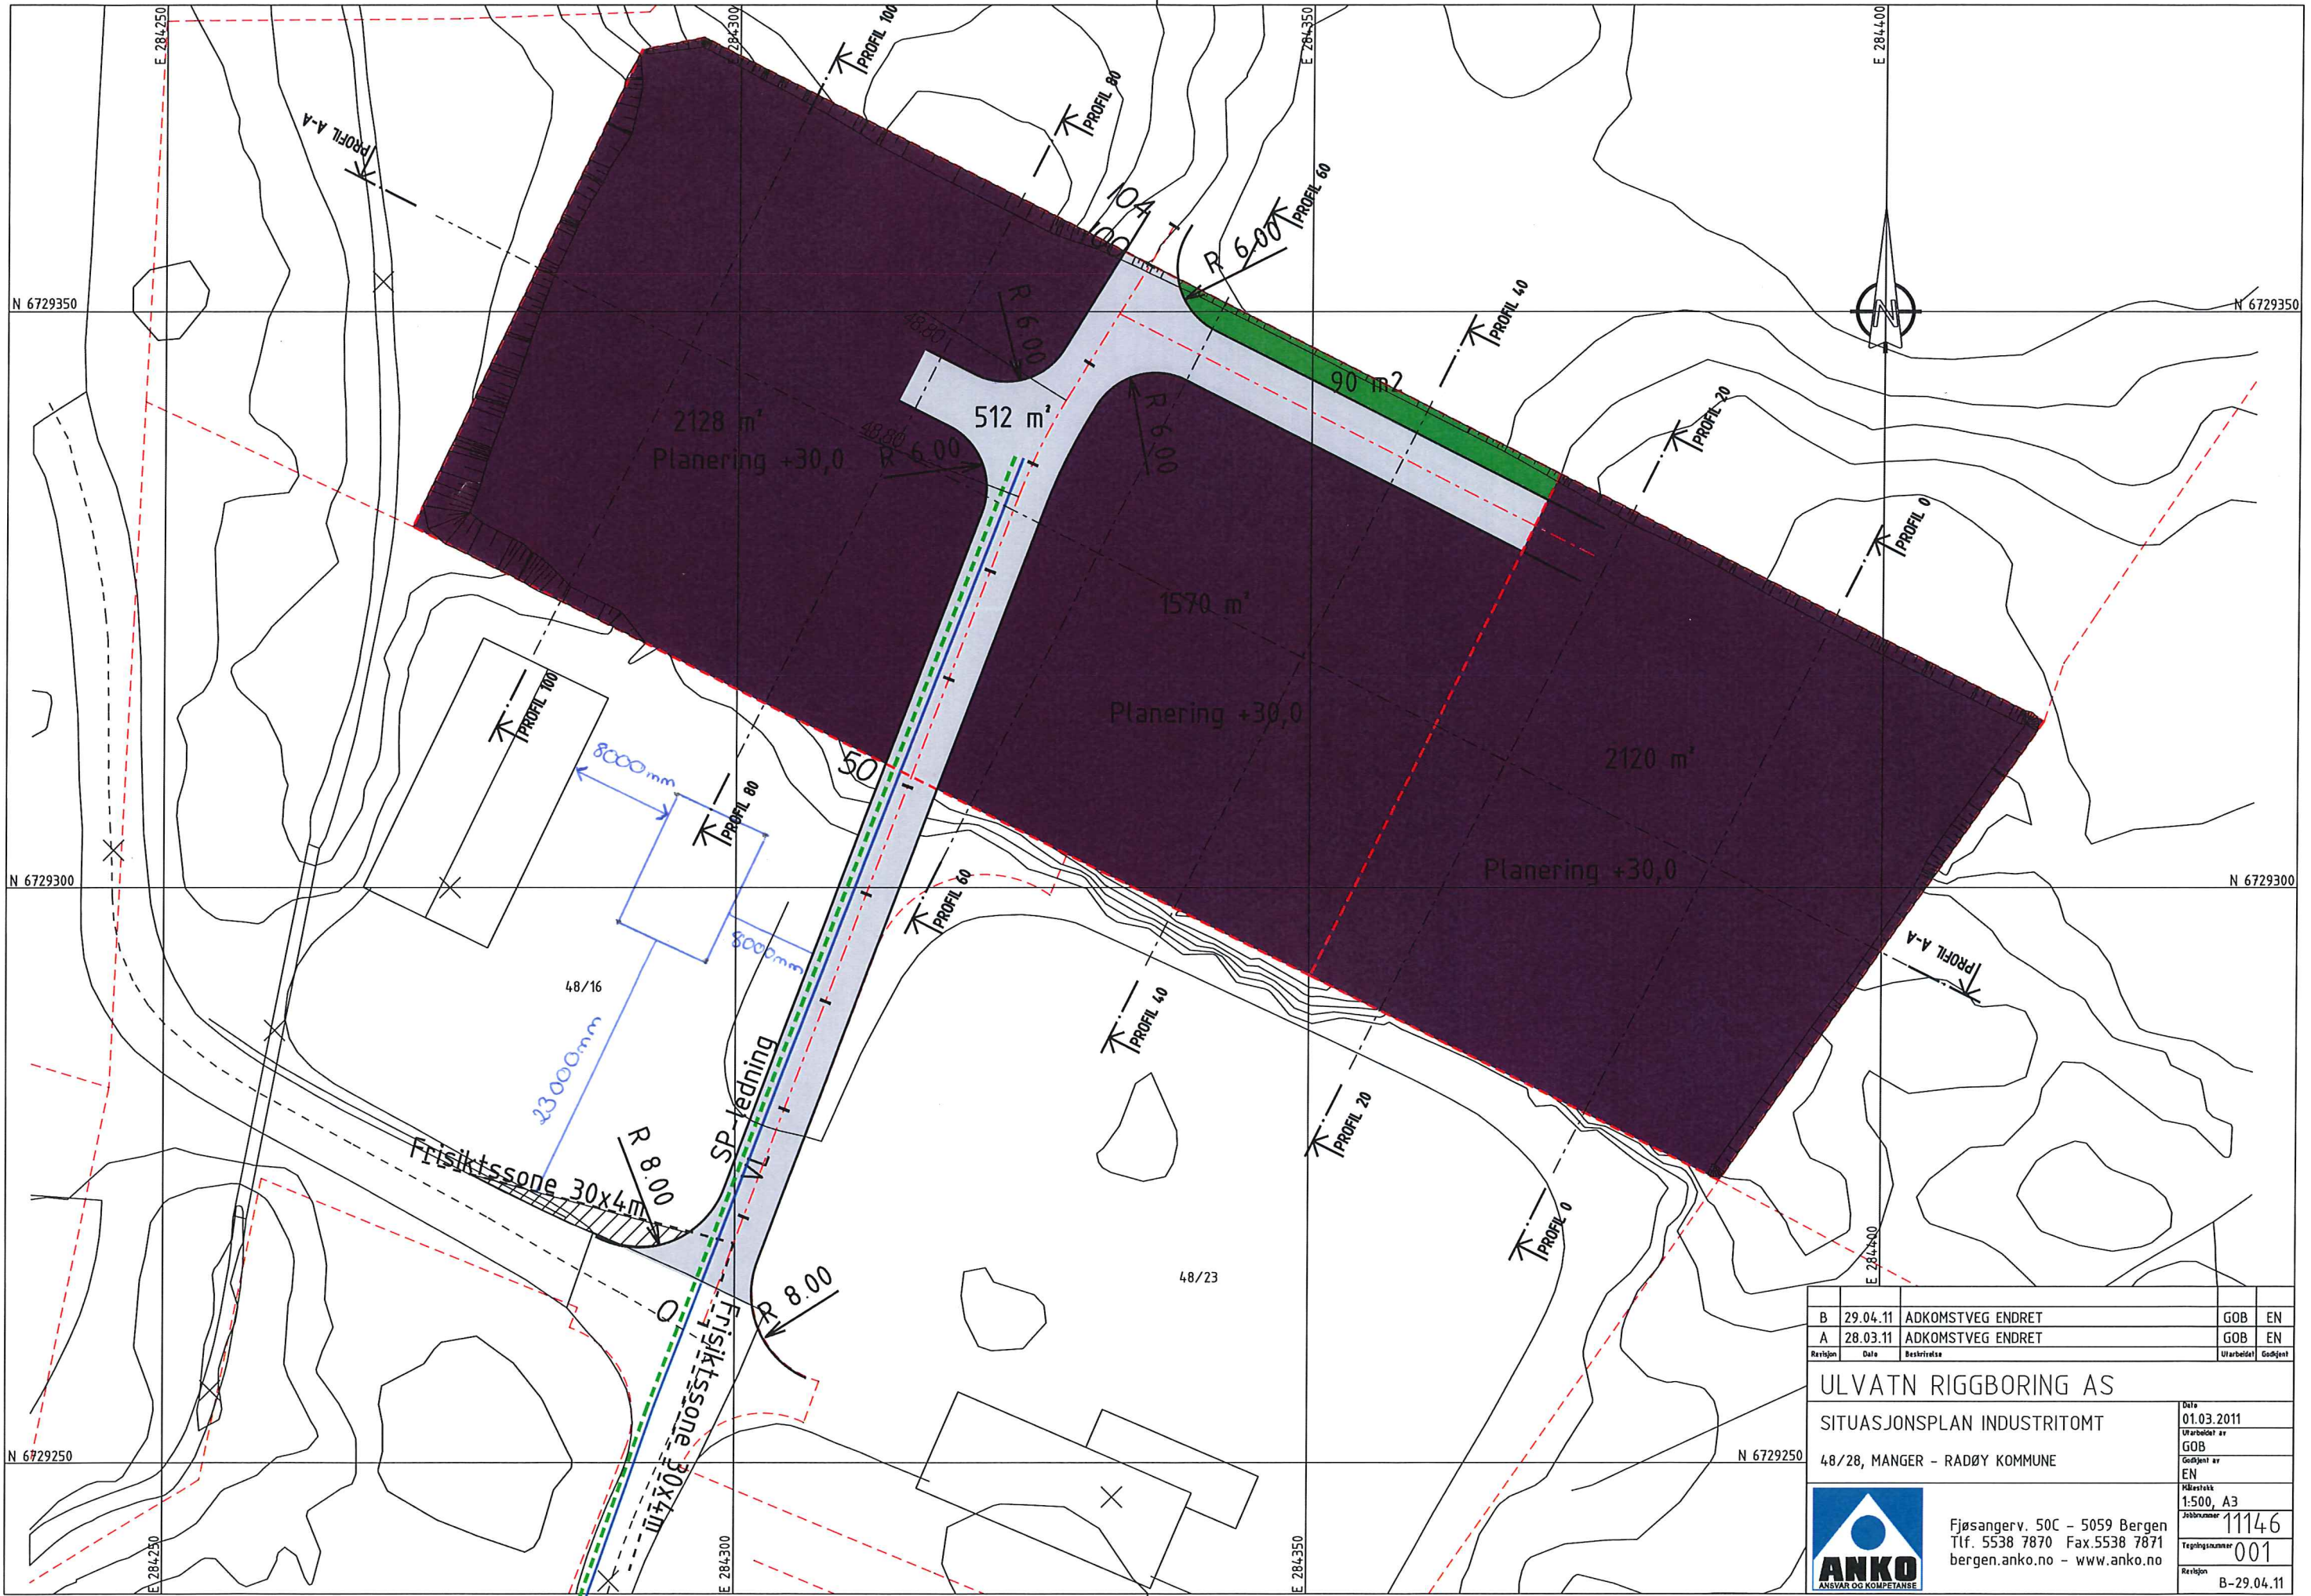 E 284250
E 284300
E 284350
E 284400
PROFIL 100
PROFIL 80
PROFIL A-A
PROFIL 60
104
100
R 6.00
N 6729350
N 6729350
PROFIL 40
R 6.00
48.80
90 m2
512 m²
2128 m²
Planering +30,0
48.80
R 6.00
R 6.00
PROFIL 20
PROFIL 0
N
1570 m²
Planering +30,0
2120 m²
Planering +30,0
PROFIL 100
8000mm
50
PROFIL 80
N 6729300
N 6729300
PROFIL 60
8000mm
PROFIL A-A
48/16
23000mm
PROFIL 40
SP-ledning
VL
PROFIL 20
R 8.00
Frisiktssone 30x4m
PROFIL 0
48/23
E 284400
0
R 8.00
Frisiktssone 30x4m
N 6729250
N 6729250
E 284250
E 284300
E 284350
B 29.04.11 ADKOMSTVEG ENDRET GOB EN
A 28.03.11 ADKOMSTVEG ENDRET GOB EN
Revisjon Dato Beskrivelse Utarbeidet Godkjent
ULVATN RIGGBORING AS
SITUASJONSPLAN INDUSTRITOMT
48/28, MANGER - RADØY KOMMUNE
Dato
01.03.2011
Utarbeidet av
GOB
Godkjent av
EN
Målestokk
1:500, A3
Jobbnummer 11146
Tegningsnummer 001
Revisjon
B-29.04.11
ANKO
ANSVAR OG KOMPETANSE
Fjøsangerv. 50C - 5059 Bergen
Tlf. 5538 7870 Fax.5538 7871
bergen.anko.no - www.anko.no